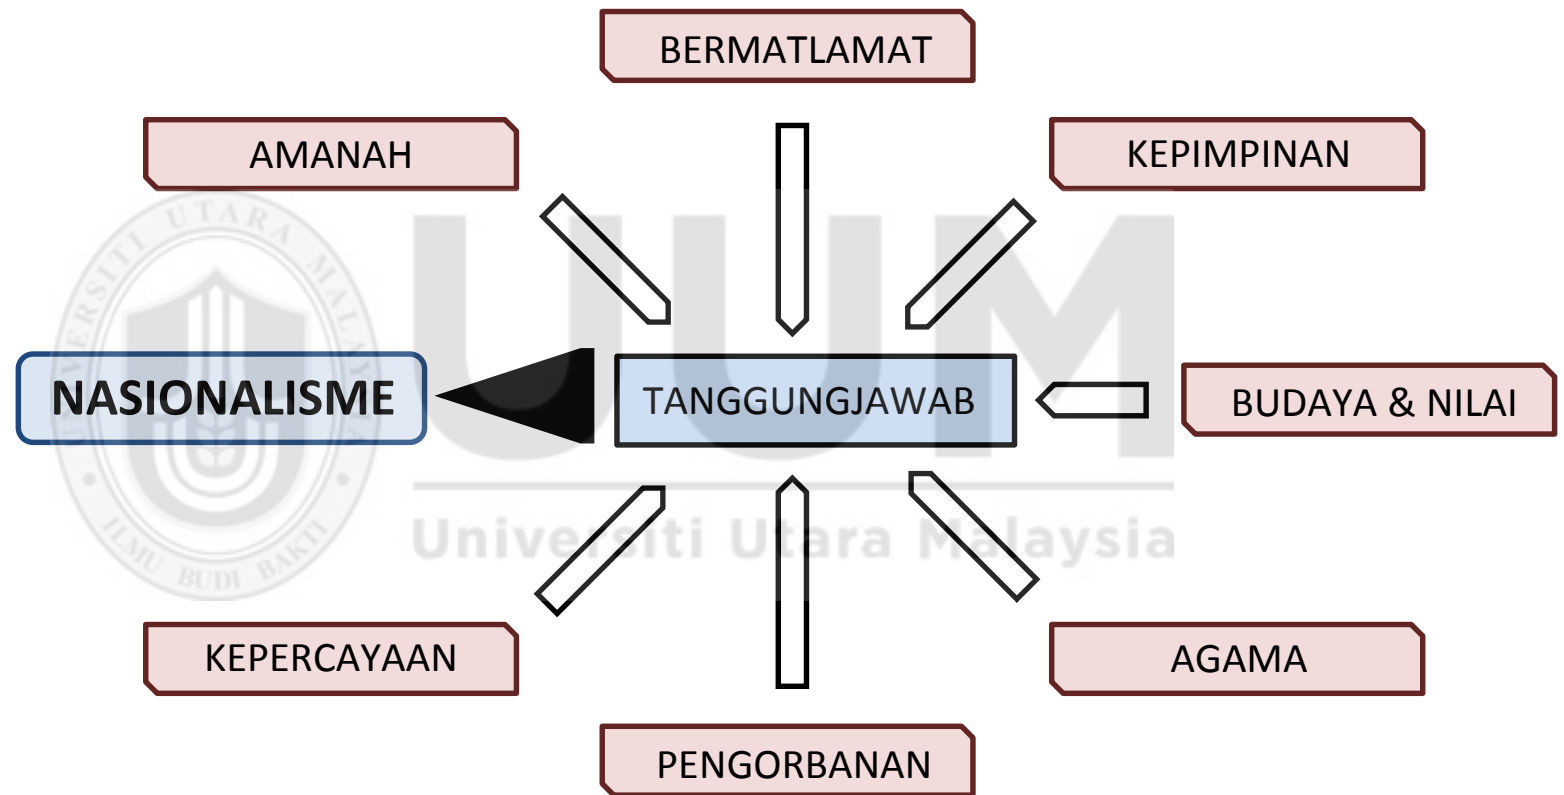 BERMATLAMAT
AMANAH
KEPIMPINAN
NASIONALISME
TANGGUNGJAWAB
BUDAYA & NILAI
KEPERCAYAAN
AGAMA
PENGORBANAN
UUM
Universiti Utara Malaysia
UNIVERSITI UTARA MALAYSIA
ILMU BUDI BAKTI